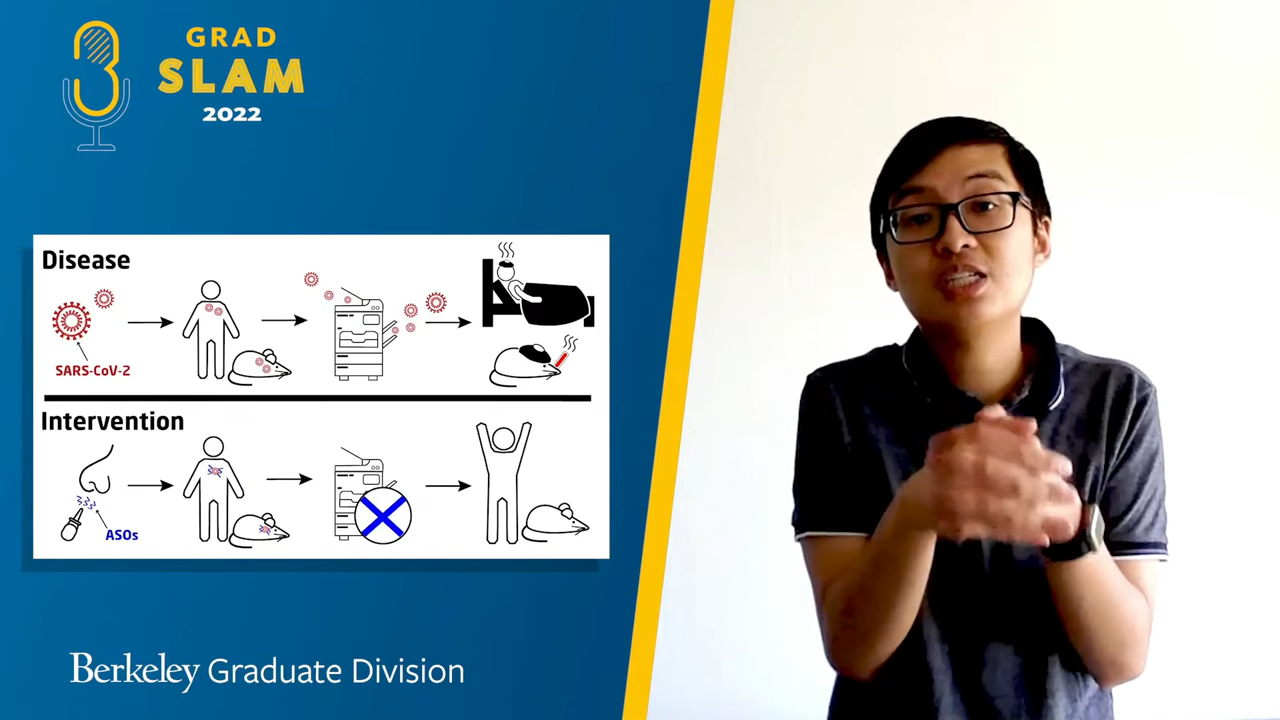 GRAD
SLAM
2022
Disease
SARS-CoV-2
Intervention
ASOs
Berkeley Graduate Division